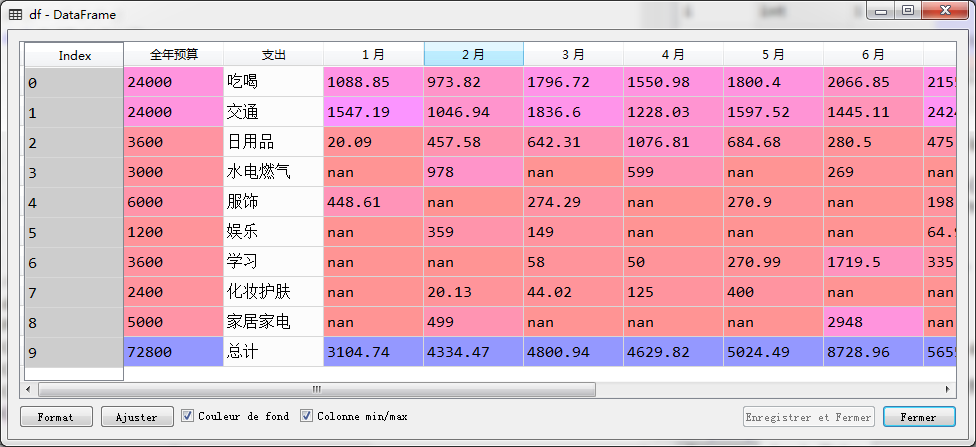 df - DataFrame
Index 全年预算 支出 1 月 2 月 3 月 4 月 5 月 6 月
0 24000 吃喝 1088.85 973.82 1796.72 1550.98 1800.4 2066.85 215
1 24000 交通 1547.19 1046.94 1836.6 1228.03 1597.52 1445.11 242
2 3600 日用品 20.09 457.58 642.31 1076.81 684.68 280.5 475
3 3000 水电燃气 nan 978 nan 599 nan 269 nan
4 6000 服饰 448.61 nan 274.29 nan 270.9 nan 198
5 1200 娱乐 nan 359 149 nan nan nan 64.
6 3600 学习 nan nan 58 50 270.99 1719.5 335
7 2400 化妆护肤 nan 20.13 44.02 125 400 nan nan
8 5000 家居家电 nan 499 nan nan nan 2948 nan
9 72800 总计 3104.74 4334.47 4800.94 4629.82 5024.49 8728.96 565
Format Ajuster Couleur de fond Colonne min/max Enregistrer et Fermer Fermer